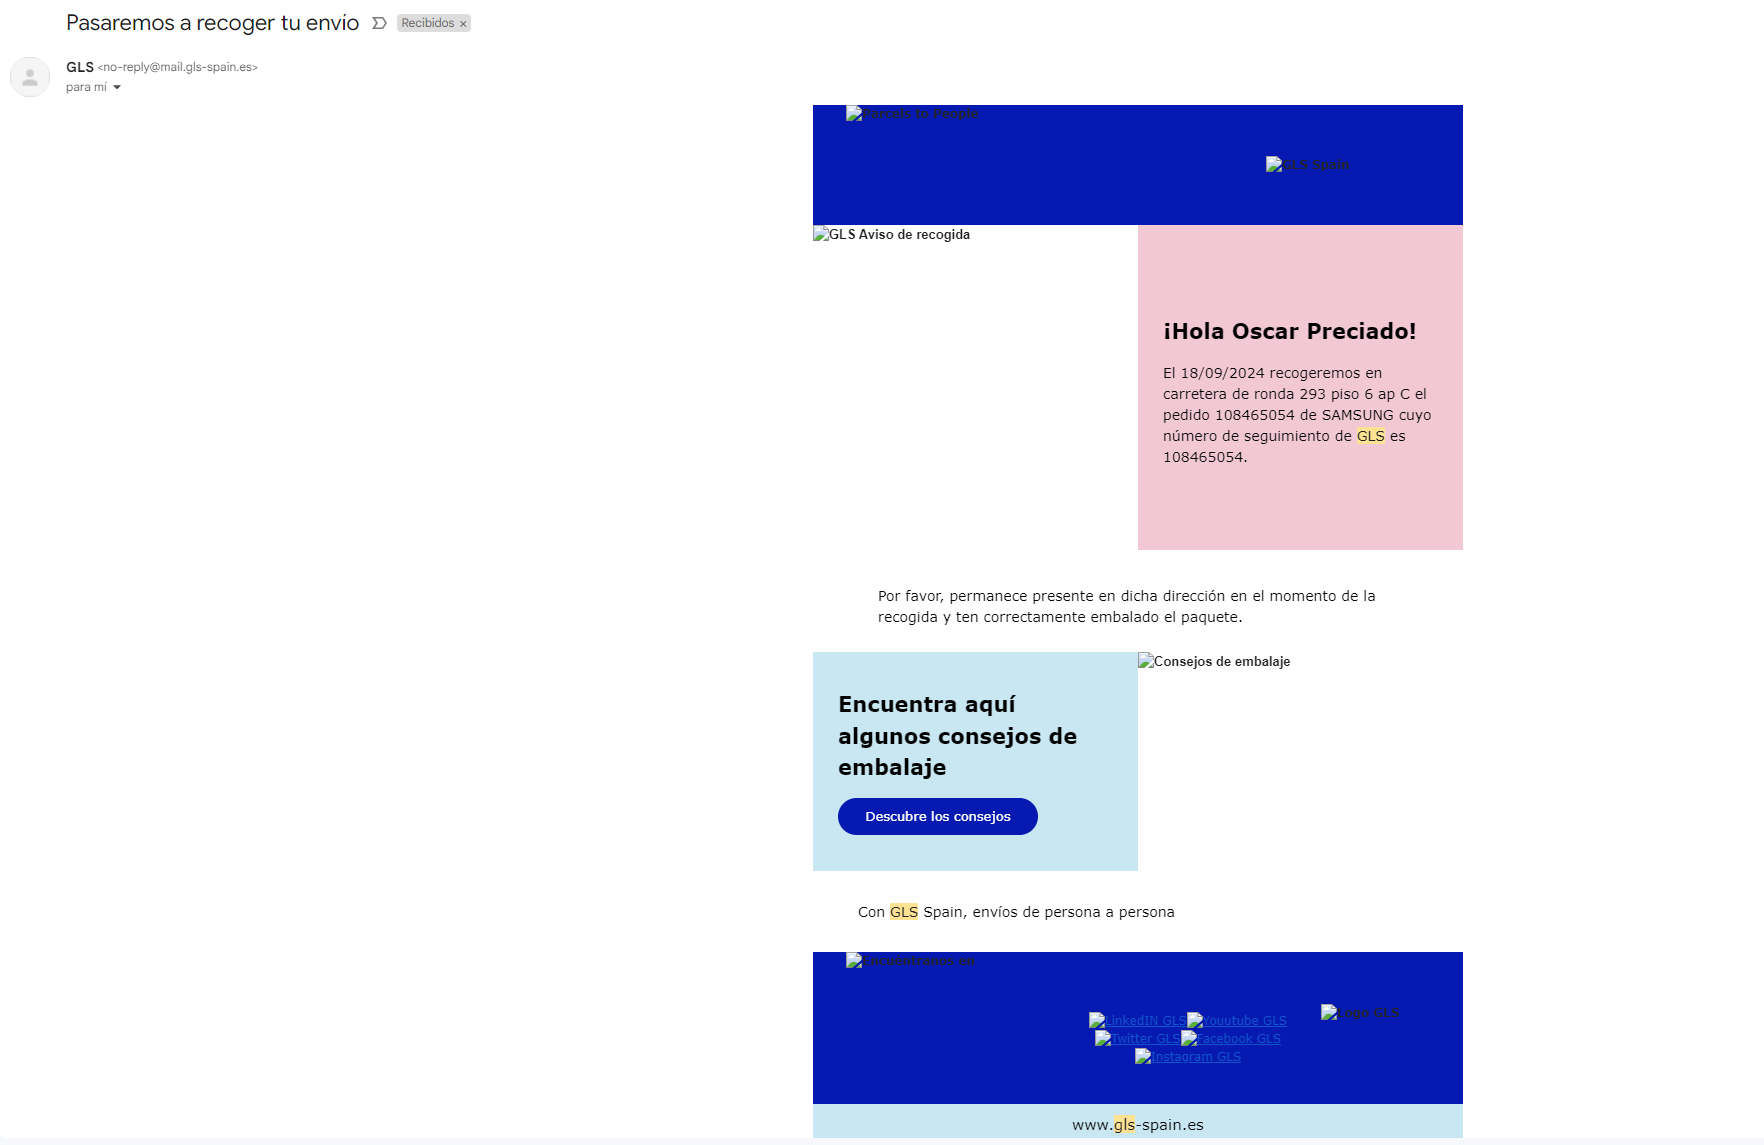 Pasaremos a recoger tu envío
Recibidos ×
GLS <no-reply@mail.gls-spain.es>
para mí
Parcels to People
GLS Spain
GLS Aviso de recogida
¡Hola Oscar Preciado!
El 18/09/2024 recogeremos en
carretera de ronda 293 piso 6 ap C el
pedido 108465054 de SAMSUNG cuyo
número de seguimiento de GLS es
108465054.
Por favor, permanece presente en dicha dirección en el momento de la
recogida y ten correctamente embalado el paquete.
Encuentra aquí
algunos consejos de
embalaje
Descubre los consejos
Consejos de embalaje
Con GLS Spain, envíos de persona a persona
Encuéntranos en
LinkedIN GLS Youutube GLS
Twitter GLS Facebook GLS
Instagram GLS
Logo GLS
www.gls-spain.es